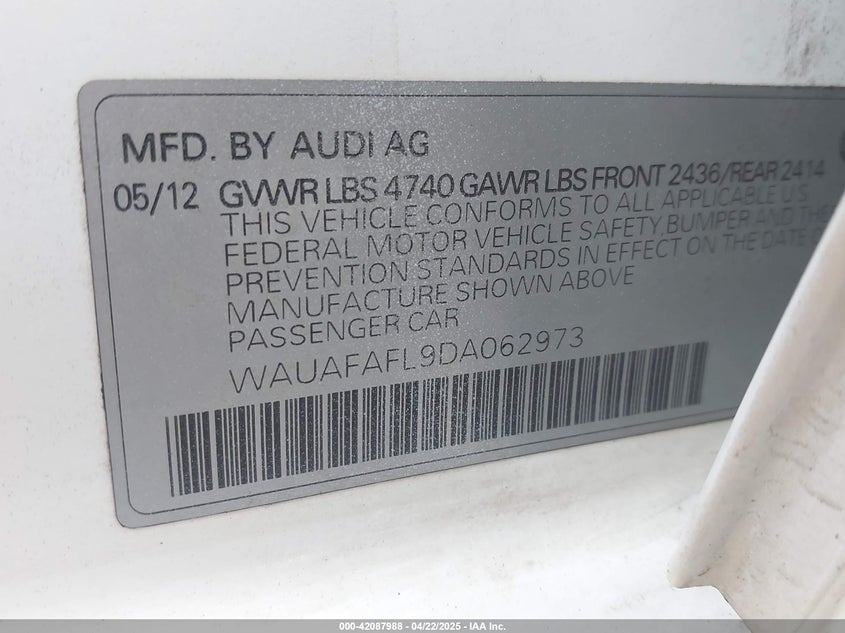 MFD. BY AUDI AG
05/12 GVWR LBS 4740 GAWR LBS FRONT 2436/REAR 2414
THIS VEHICLE CONFORMS TO ALL APPLICABLE US
FEDERAL MOTOR VEHICLE SAFETY, BUMPER AND THE
PREVENTION STANDARDS IN EFFECT ON THE DATE
MANUFACTURE SHOWN ABOVE
PASSENGER CAR
WAUAFAFL9DA062973
000-42087988 - 04/22/2025 - IAA Inc.